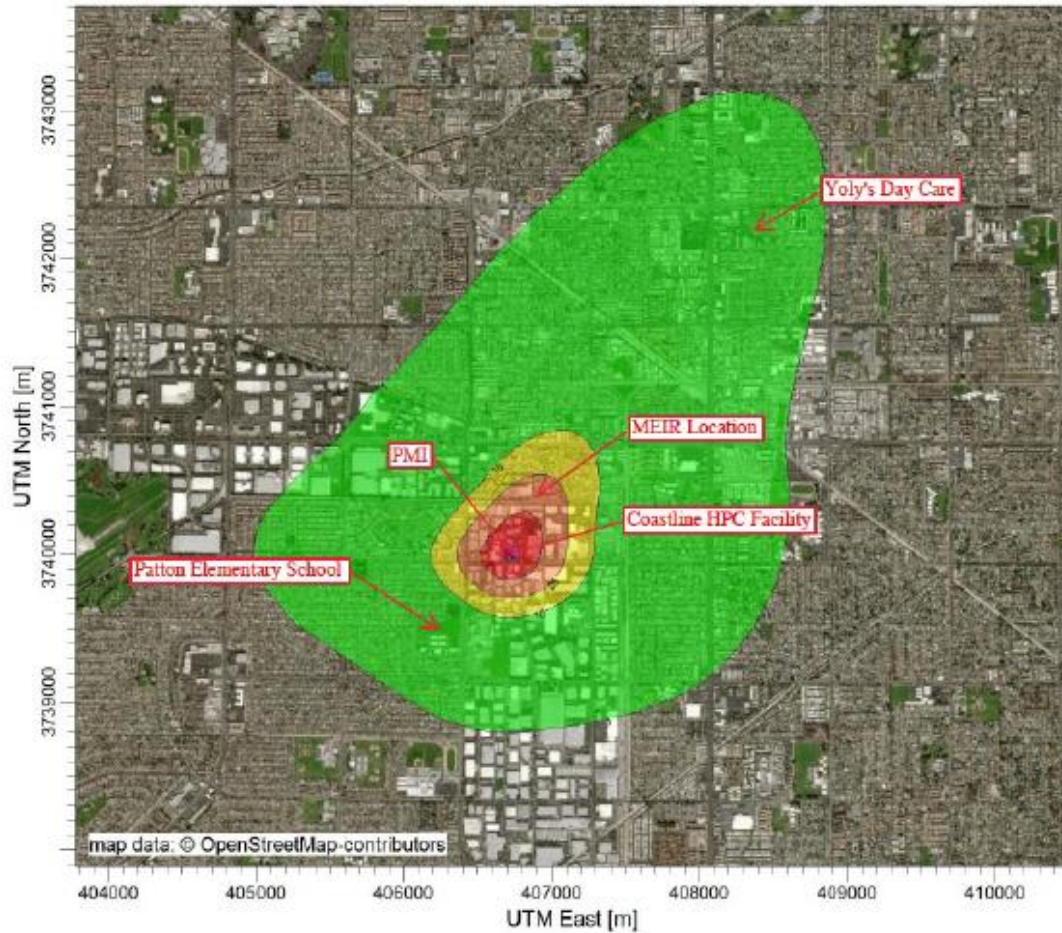 3743000
Yoly's Day Care
3742000
UTM North [m]
3741000
MEIR Location
PMI
Coastline HPC Facility
3740000
Patton Elementary School
3739000
map data: © OpenStreetMap-contributors
404000 405000 406000 407000 408000 409000 410000
UTM East [m]